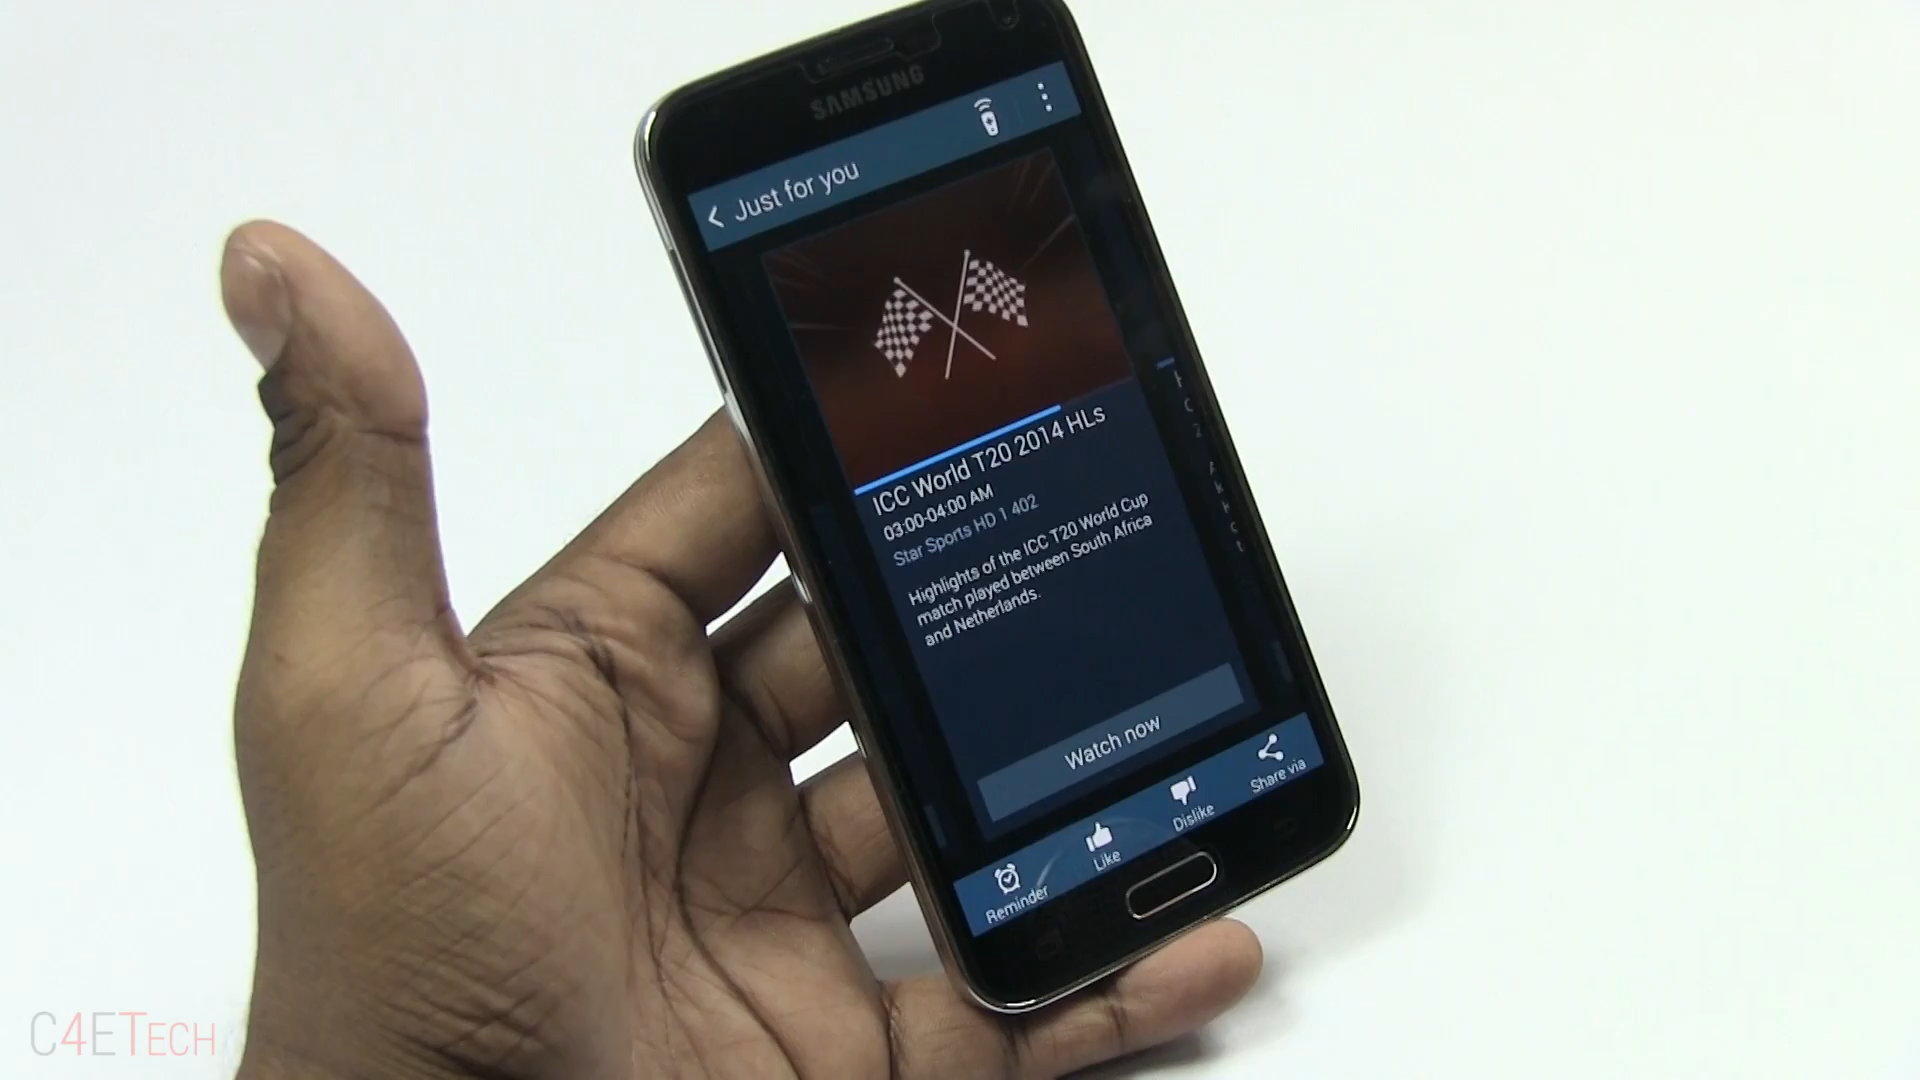 SAMSUNG
Just for you
ICC World T20 2014 HLs
03:00-04:00 AM
Star Sports HD 1 402
Highlights of the ICC T20 World Cup
match played between South Africa
and Netherlands.
Watch now
Reminder
Like
Dislike
Share via
C4ETECH